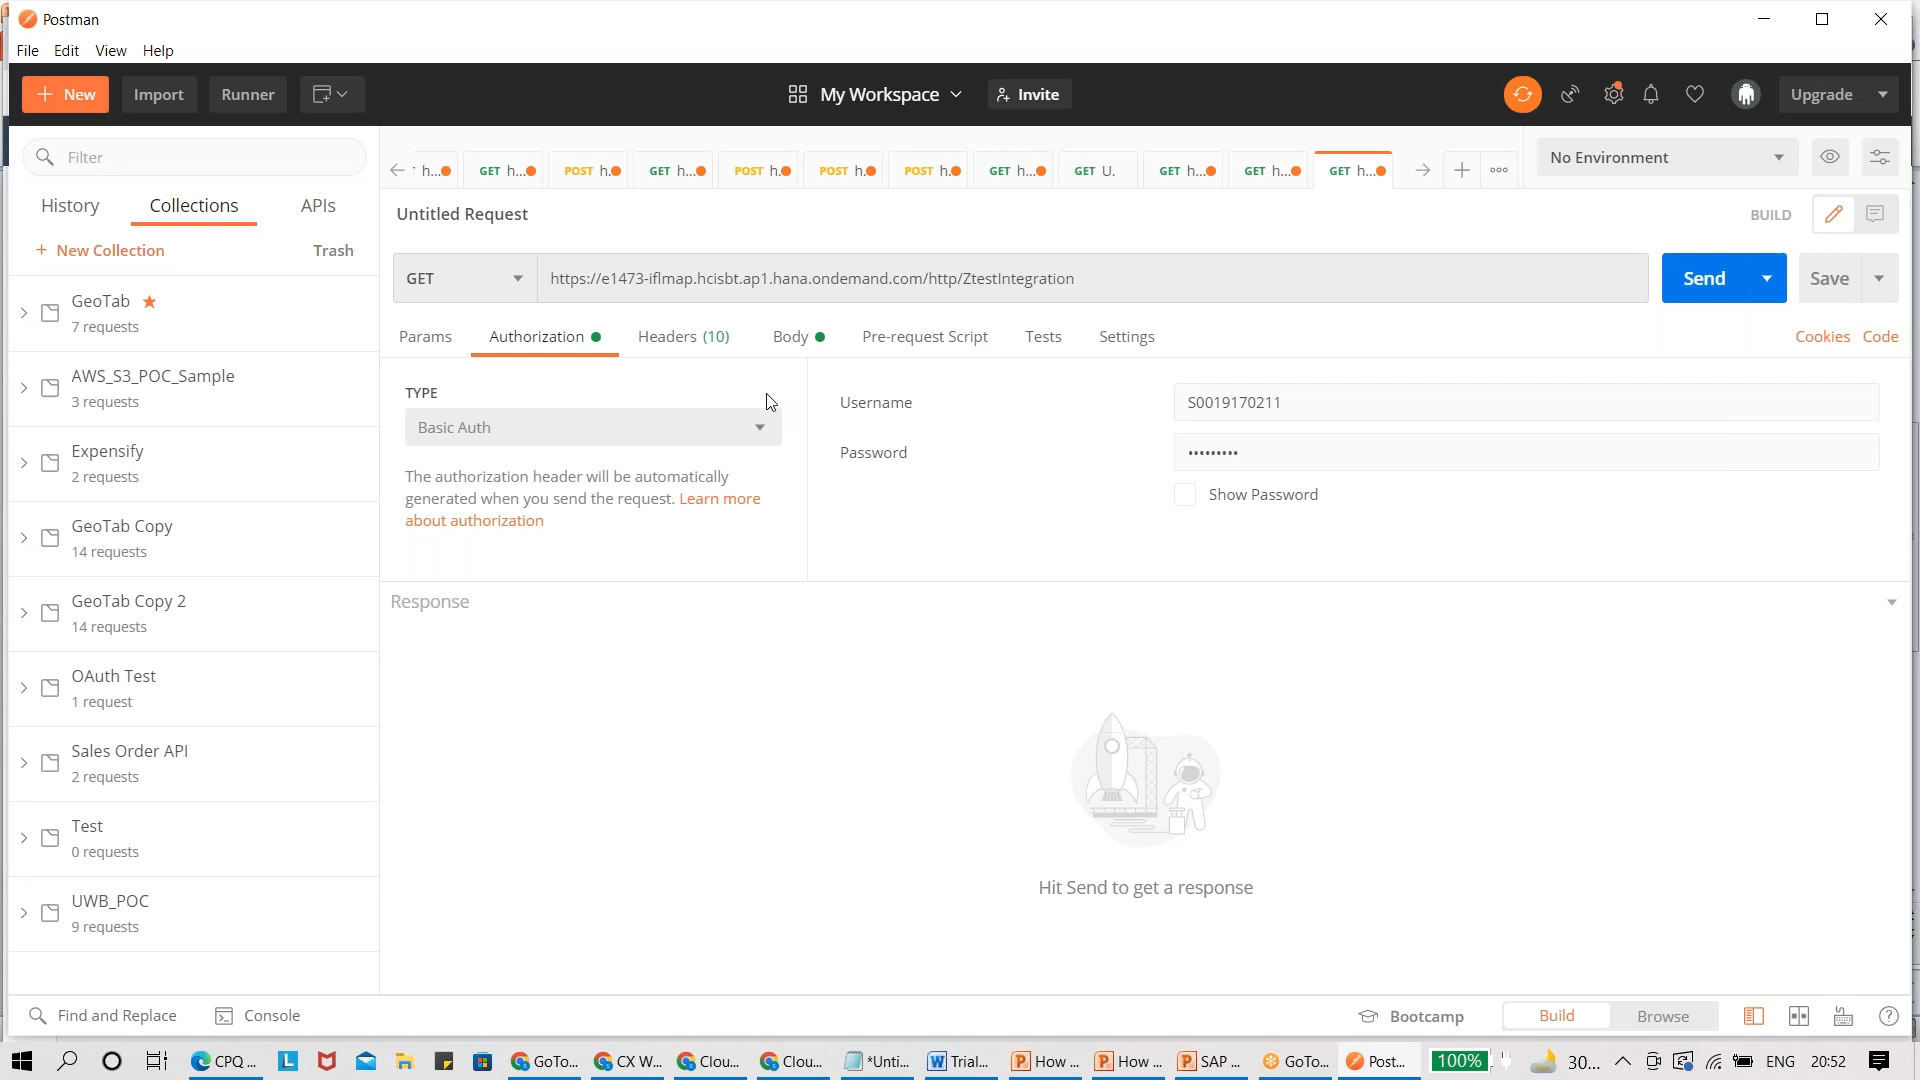 Postman
File Edit View Help
New Import Runner My Workspace Invite Upgrade
Filter
h... GET h... POST h. GET h... POST h. POST h. POST h. GET h... GET U. GET h... GET h... GET h...
No Environment
History Collections APIs
Untitled Request BUILD
+ New Collection Trash
GET https://e1473-iflmap.hcisbt.ap1.hana.ondemand.com/http/ZtestIntegration Send Save
Params Authorization Headers (10) Body Pre-request Script Tests Settings Cookies Code
GeoTab
7 requests
AWS_S3_POC_Sample
3 requests
Expensify
2 requests
GeoTab Copy
14 requests
GeoTab Copy 2
14 requests
OAuth Test
1 request
Sales Order API
2 requests
Test
0 requests
UWB_POC
9 requests
TYPE
Basic Auth
The authorization header will be automatically
generated when you send the request. Learn more
about authorization
Username S0019170211
Password •••••••••
Show Password
Response
Hit Send to get a response
Find and Replace Console Bootcamp Build Browse
CPQ ... GoTo... CX W... Clou... Clou... *Unti... Trial... How ... How ... SAP ... GoTo... Post... 100% 30... ENG 20:52